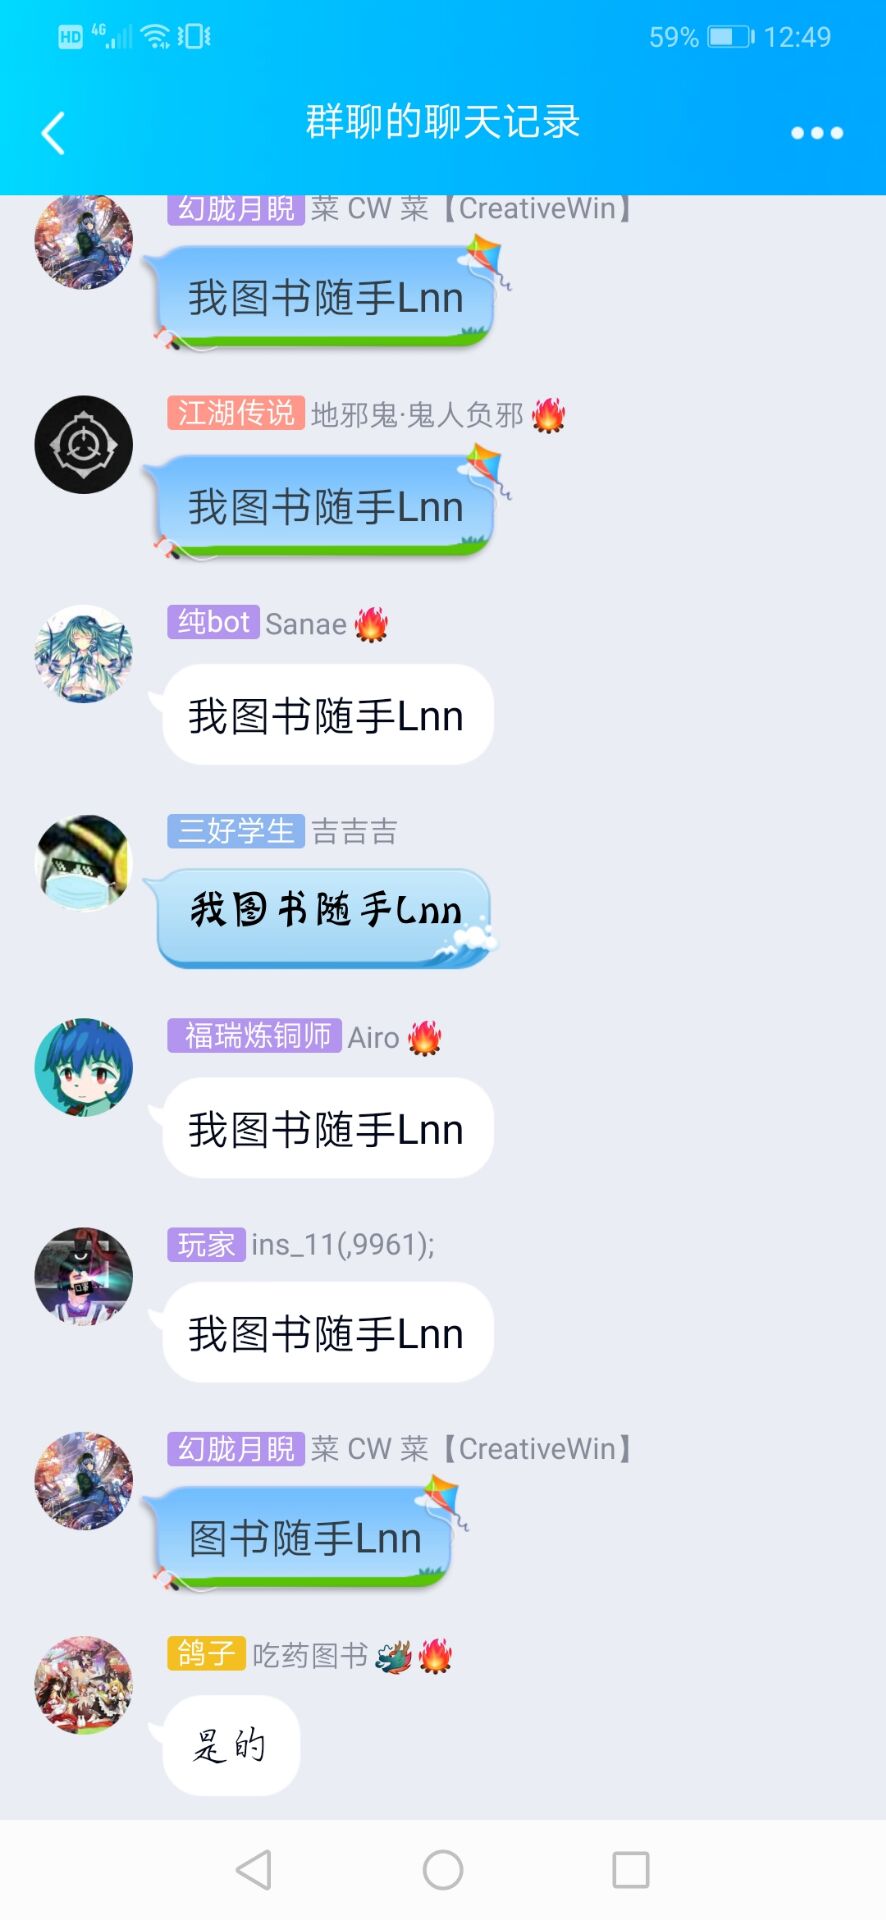 HD 4G 59% 12:49
群聊的聊天记录
幻胧月睨 菜 CW 菜【CreativeWin】
我图书随手Lnn
江湖传说 地邪鬼·鬼人负邪🔥
我图书随手Lnn
纯bot Sanae🔥
我图书随手Lnn
三好学生 吉吉吉
我图书随手Lnn
福瑞炼铜师 Airo🔥
我图书随手Lnn
玩家 ins_11(,9961);
我图书随手Lnn
幻胧月睨 菜 CW 菜【CreativeWin】
图书随手Lnn
鸽子 吃药图书🐲🔥
是的